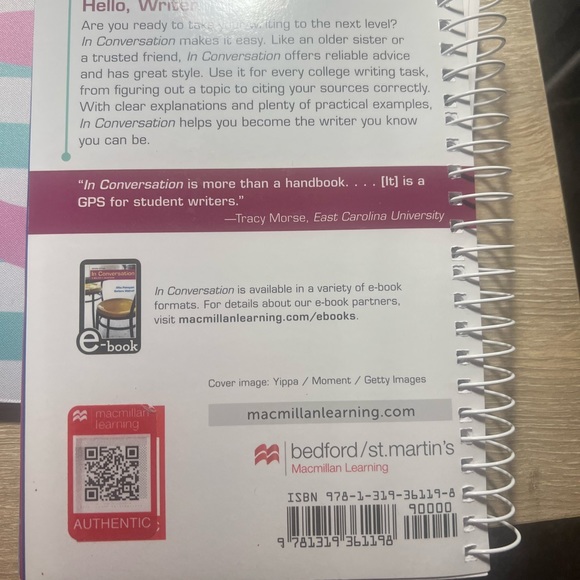 Hello, Writer
Are you ready to take your writing to the next level?
In Conversation makes it easy. Like an older sister or
a trusted friend, In Conversation offers reliable advice
and has great style. Use it for every college writing task,
from figuring out a topic to citing your sources correctly.
With clear explanations and plenty of practical examples,
In Conversation helps you become the writer you know
you can be.
“In Conversation is more than a handbook. . . . [It] is a
GPS for student writers.”
—Tracy Morse, East Carolina University
In Conversation
e-book
In Conversation is available in a variety of e-book
formats. For details about our e-book partners,
visit macmillanlearning.com/ebooks.
Cover image: Yippa / Moment / Getty Images
macmillanlearning.com
macmillan
learning
AUTHENTIC
bedford/st.martin's
Macmillan Learning
ISBN 978-1-319-36119-8
90000
9 781319 361198